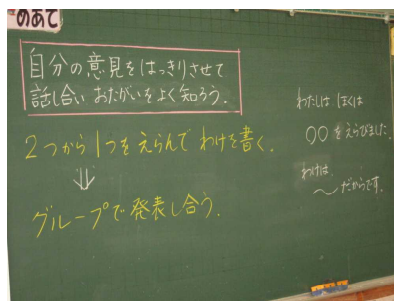 めあて
自分の意見をはっきりさせて
話し合い おたがいをよく知ろう.
2つから1つをえらんで わけを書く.
⇓
グループで発表し合う.
わたしは ぼくは
○○をえらびました.
わけは
〜だからです.